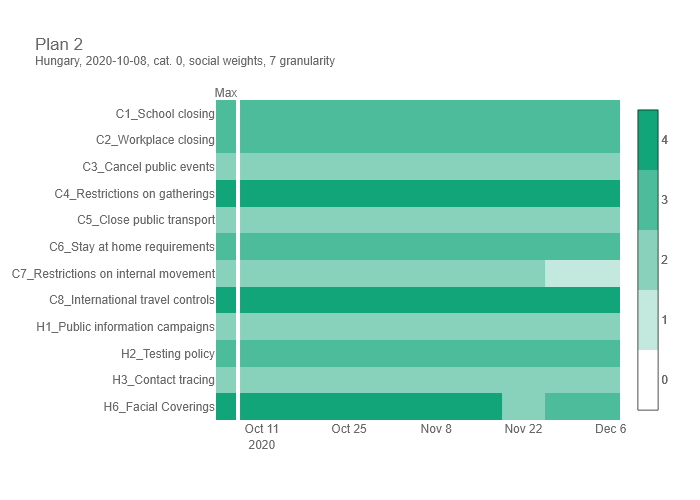 Plan 2
Hungary, 2020-10-08, cat. 0, social weights, 7 granularity
Max
C1_School closing
C2_Workplace closing
C3_Cancel public events
C4_Restrictions on gatherings
C5_Close public transport
C6_Stay at home requirements
C7_Restrictions on internal movement
C8_International travel controls
H1_Public information campaigns
H2_Testing policy
H3_Contact tracing
H6_Facial Coverings
Oct 11 Oct 25 Nov 8 Nov 22 Dec 6
2020
4
3
2
1
0